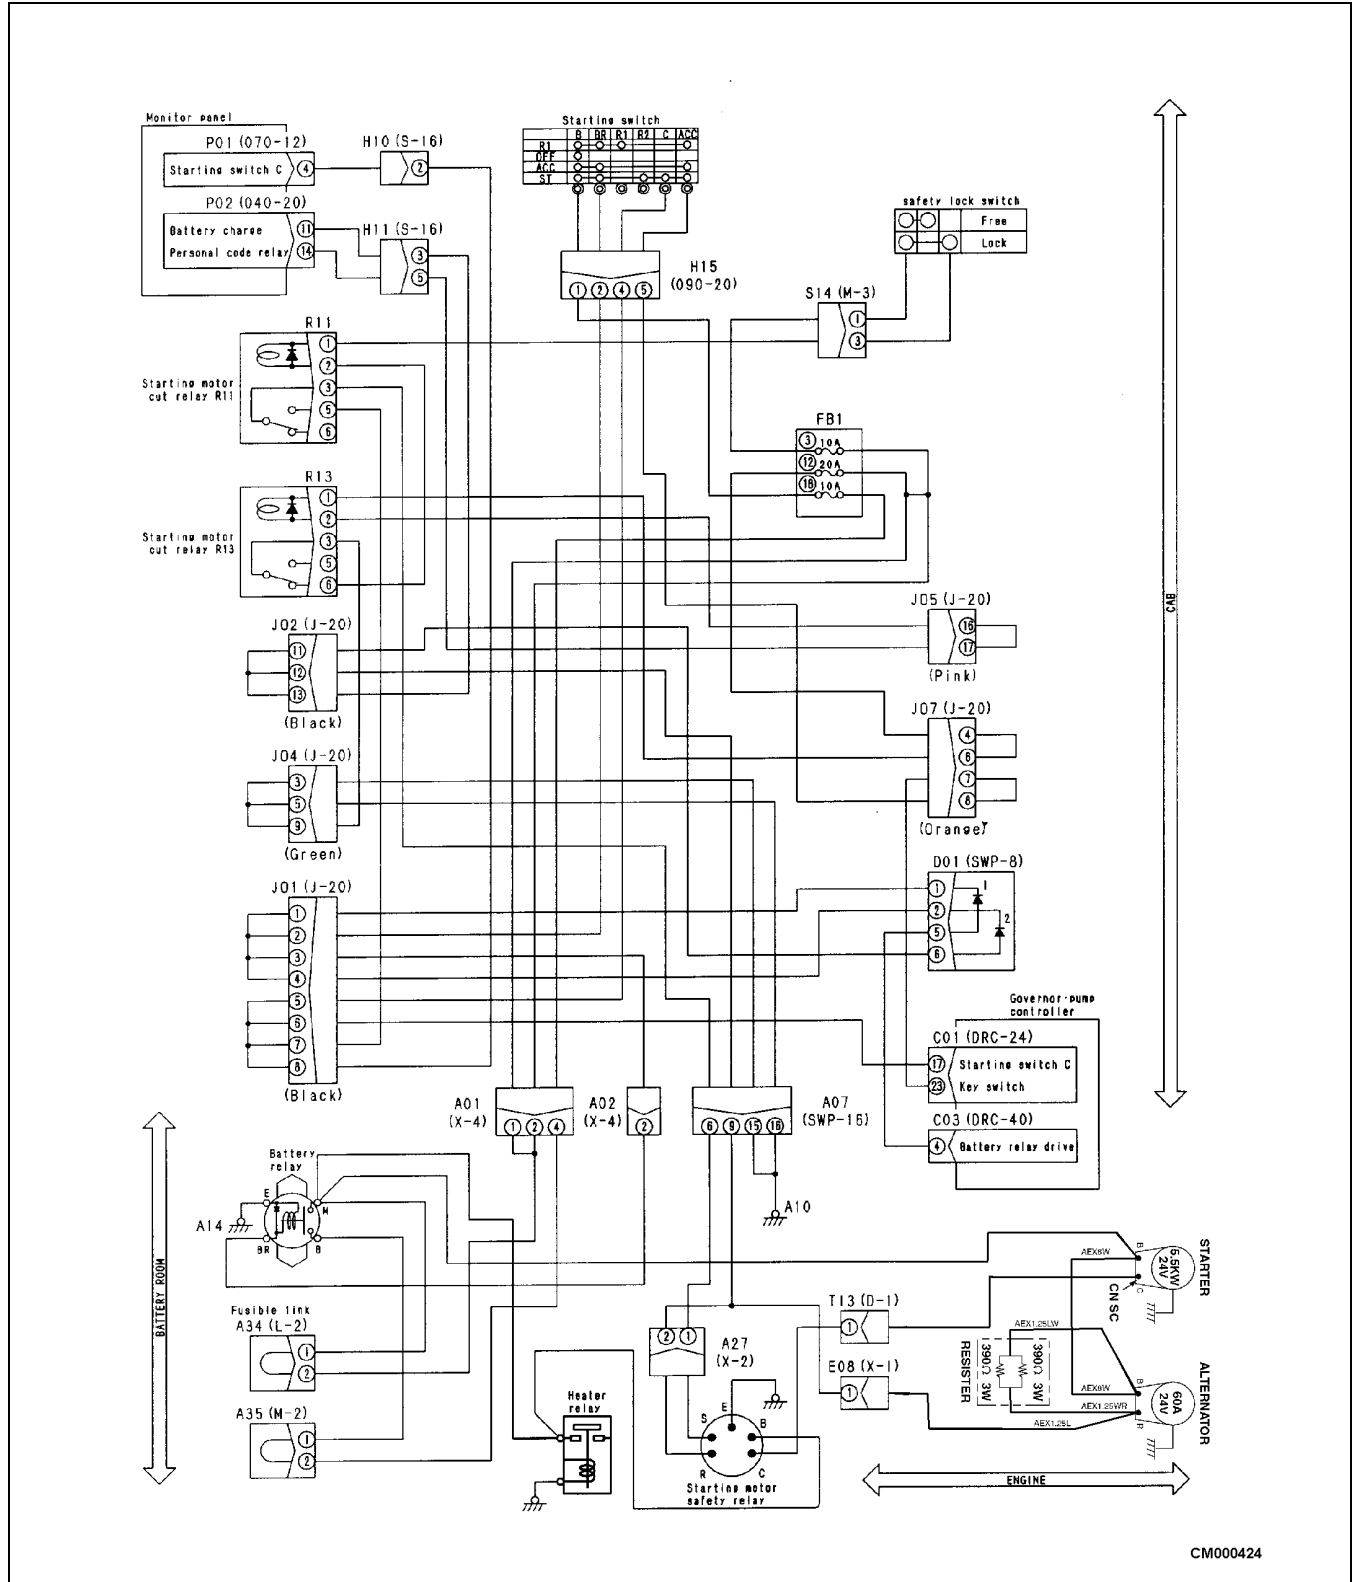 Starting switch
B BR R1 R2 C ACC
R1
OFF
ACC
ST
Monitor panel
P01 (070-12)
Starting switch C
4
H10 (S-16)
2
P02 (040-20)
Battery charge
11
Personal code relay
14
H11 (S-16)
3
5
safety lock switch
Free
Lock
H15
(090-20)
1 2 4 5
S14 (M-3)
1
3
R11
1
2
3
5
6
Starting motor
cut relay R11
FB1
3 10A
12 20A
18 10A
R13
1
2
3
5
6
Starting motor
cut relay R13
CAB
J02 (J-20)
11
12
13
(Black)
J05 (J-20)
16
17
(Pink)
J07 (J-20)
4
6
7
8
(Orange)
J04 (J-20)
3
5
9
(Green)
D01 (SWP-8)
1
2
5
6
1
2
J01 (J-20)
1
2
3
4
5
6
7
8
(Black)
Governor·pump
controller
C01 (DRC-24)
17 Starting switch C
23 Key switch
C03 (DRC-40)
4 Battery relay drive
A01
(X-4)
1 2 4
A02
(X-4)
2
A07
(SWP-16)
6 9 15 16
A10
Battery
relay
E
M
BR
B
A14
BATTERY ROOM
Fusible link
A34 (L-2)
1
2
A35 (M-2)
1
2
A27
(X-2)
2 1
Heater
relay
S
E
B
R
C
Starting motor
safety relay
T13 (D-1)
1
E08 (X-1)
1
AEX8W
B
C
CN SC
5.5KW
24V
STARTER
AEX1.25LW
390Ω 3W
390Ω 3W
RESISTER
AEX8W
AEX1.25WR
AEX1.25L
B
R
60A
24V
ALTERNATOR
ENGINE
CM000424